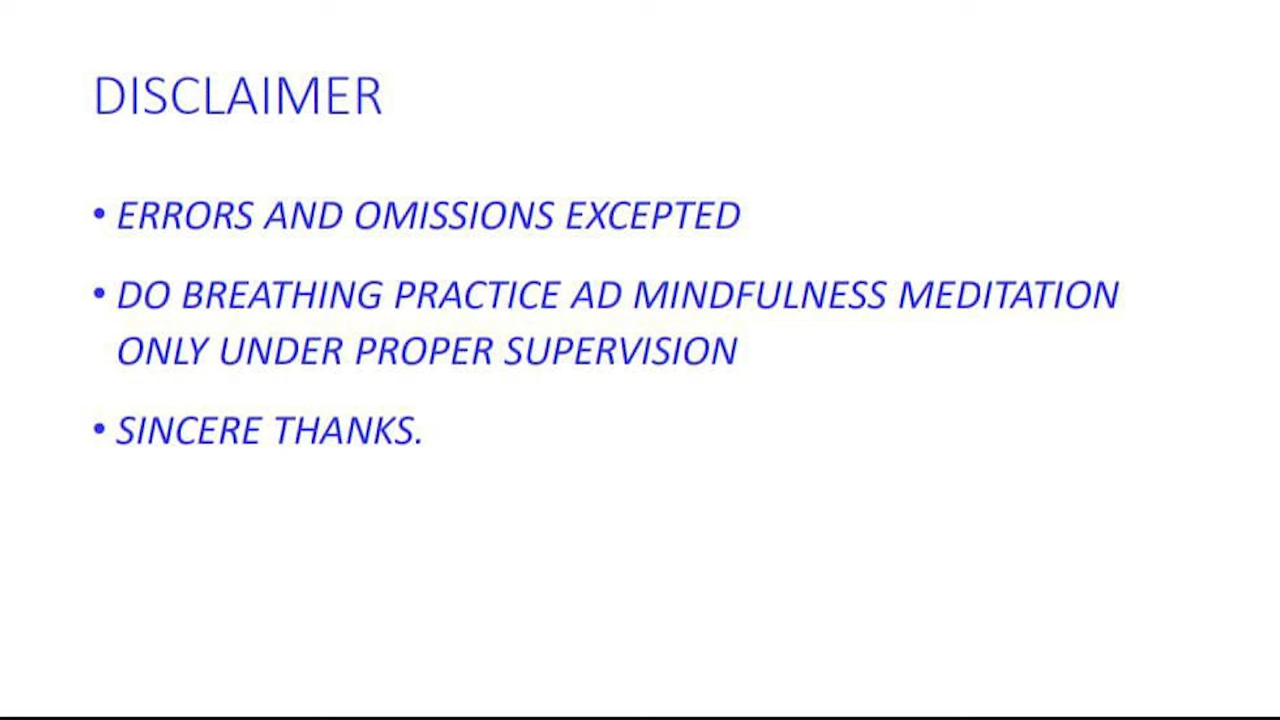 DISCLAIMER
• ERRORS AND OMISSIONS EXCEPTED
• DO BREATHING PRACTICE AD MINDFULNESS MEDITATION
ONLY UNDER PROPER SUPERVISION
• SINCERE THANKS.